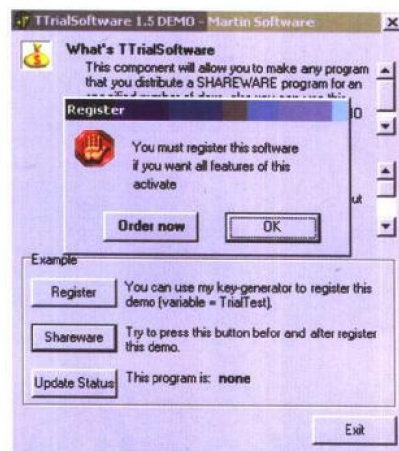 TTrialSoftware 1.5 DEMO - Martin Software
What's TTrialSoftware
This component will allow you to make any program
that you distribute a SHAREWARE program for an
Register
You must register this software
if you want all features of this
activate
Order now
OK
ut
Example
Register
You can use my key-generator to register this
demo (variable = TrialTest).
Shareware
Try to press this button befor and after register
this demo.
Update Status
This program is: none
Exit